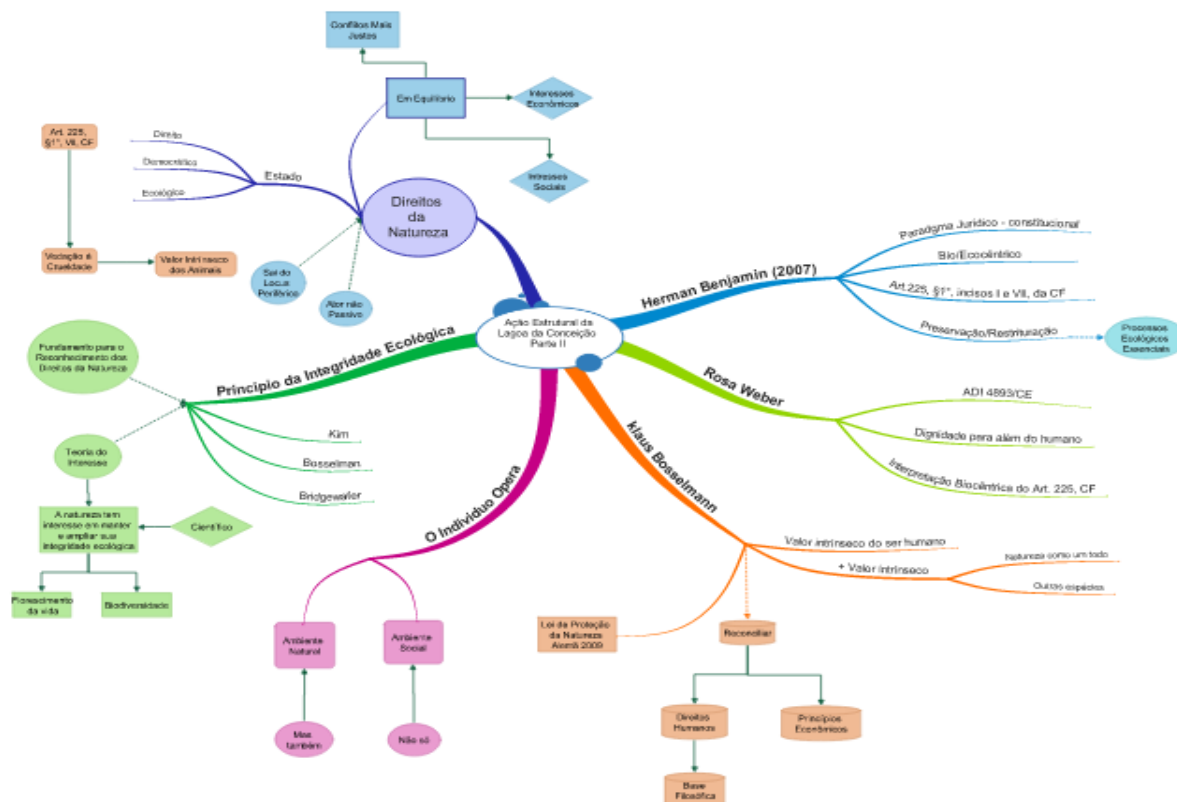 Conflitos Mais
Justos
Em Equilíbrio
Interesses
Econômicos
Intresses
Sociais
Art. 225,
§1°, VII, CF
Vedação à
Crueldade
Valor Intrínseco
dos Animais
Direito
Democrático
Ecológico
Estado
Direitos
da
Natureza
Sai do
Locus
Periférico
Ator não
Passivo
Ação Estrutural da
Lagoa da Conceição
Parte II
Herman Benjamin (2007)
Paradigma Jurídico - constitucional
Bio/Ecocêntrico
Art.225, §1°, incisos I e VII, da CF
Preservação/Restrituração
Processos
Ecológicos
Essenciais
Rosa Weber
ADI 4893/CE
Dignidade para além do humano
Interpretação Biocêntrica do Art. 225, CF
klaus Bosselmann
Valor intrínseco do ser humano
+ Valor intrínseco
Natureza como um todo
Outras espécies
Lei de Proteção
da Natureza
Alemã 2009
Reconciliar
Direitos
Humanos
Princípios
Econômicos
Base
Filosófica
O Indivíduo Opera
Ambiente
Natural
Ambiente
Social
Mas
também
Não só
Princípio da Integridade Ecológica
Fundamento para o
Reconhecimento dos
Direitos da Natureza
Kim
Bosselman
Bridgewater
Teoria do
Interesse
A natureza tem
interesse em manter
e ampliar sua
integridade ecológica
Científico
Florescimento
da vida
Biodiversidade